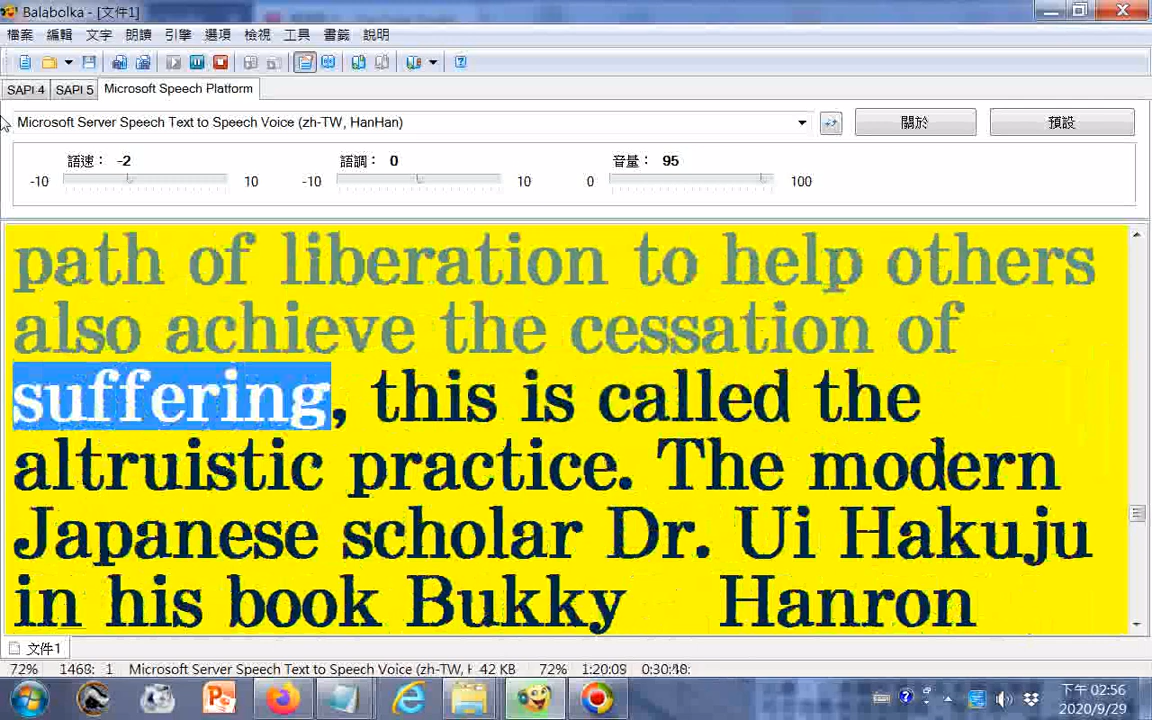 Balabolka - [文件1]
檔案 編輯 文字 朗讀 引擎 選項 檢視 工具 書籤 說明
SAPI 4 SAPI 5 Microsoft Speech Platform
Microsoft Server Speech Text to Speech Voice (zh-TW, HanHan) 關於 預設
語速： -2 語調： 0 音量： 95
-10 10 -10 10 0 100
path of liberation to help others
also achieve the cessation of
suffering, this is called the
altruistic practice. The modern
Japanese scholar Dr. Ui Hakuju
in his book Bukky Hanron
文件1
72% 1468: 1 Microsoft Server Speech Text to Speech Voice (zh-TW, H 42 KB 72% 1:20:09
下午 02:56
2020/9/29